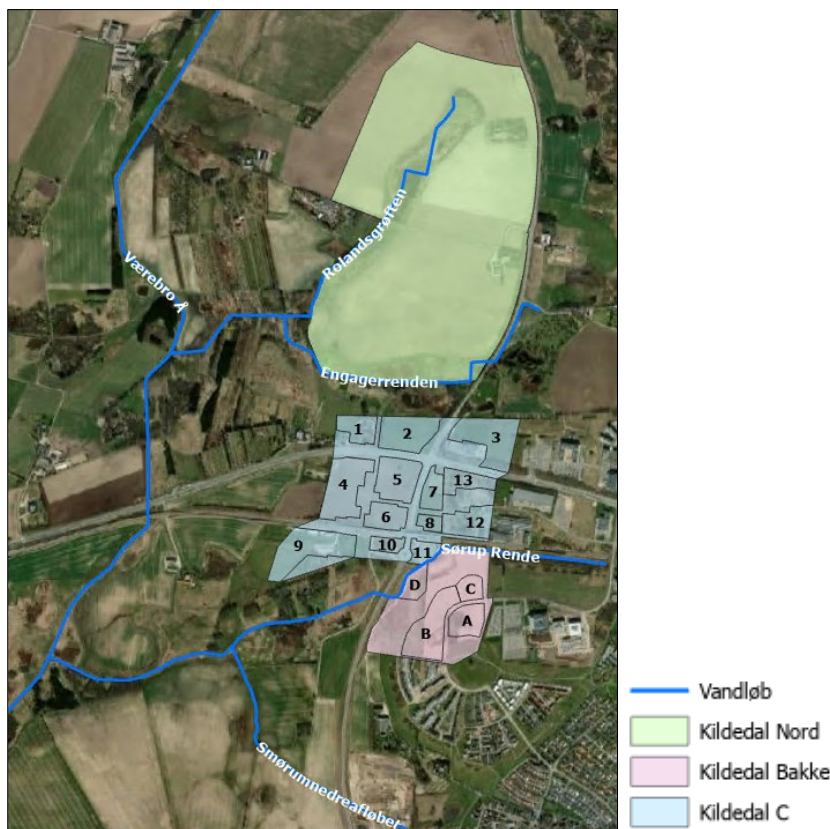 Rolandsgrøften
Værebro Å
Engagerrenden
1
2
3
4
5
13
7
6
8
12
9
10
11
Sørup Rende
D
C
A
B
Smørumnedreafløbet
Vandløb
Kildedal Nord
Kildedal Bakke
Kildedal C